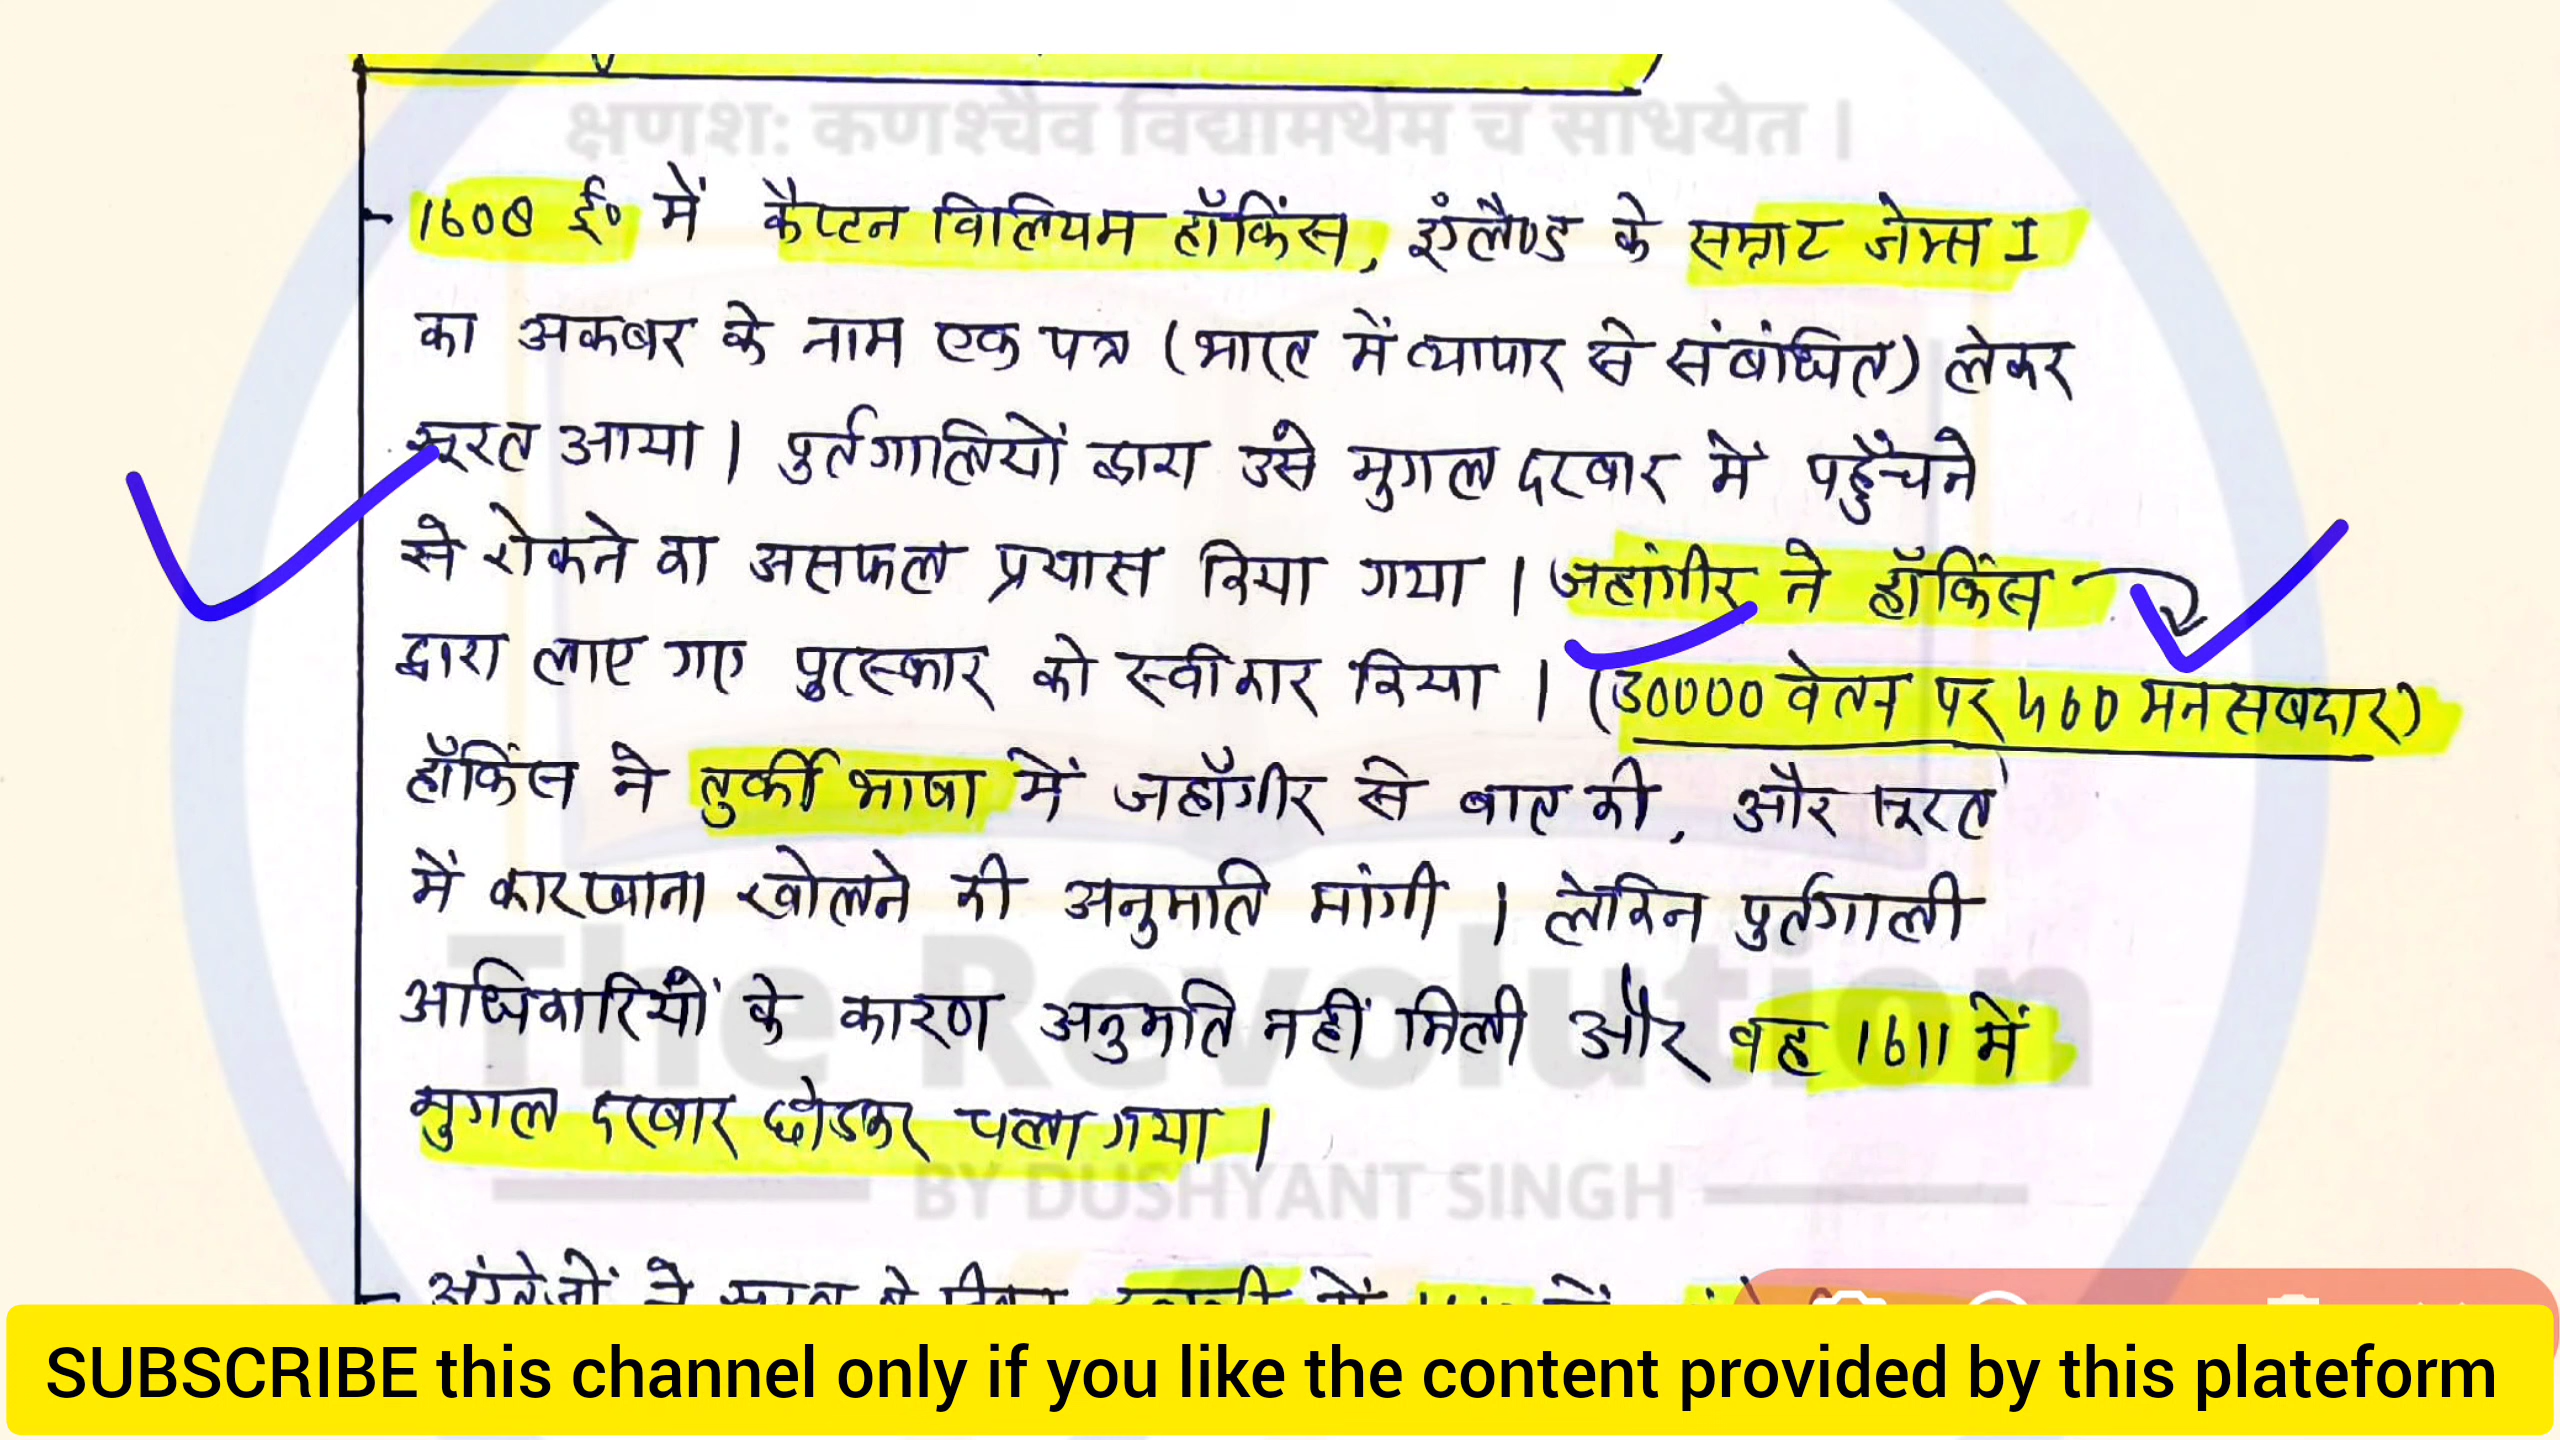 क्षणश: कणश्चैव विद्यामर्थम च साधयेत ।
1608 ई० में कैप्टन विलियम हॉकिंस, इंग्लैण्ड के सम्राट जेम्स I
का अकबर के नाम एक पत्र (भारत में व्यापार से संबंधित) लेकर
सूरत आया । पुर्तगालियों द्वारा उसे मुगल दरबार में पहुँचने
से रोकने का असफल प्रयास किया गया । जहांगीर ने हॉकिंस
द्वारा लाए गए पुरस्कार को स्वीकार किया । (30000 वेतन पर 400 मनसबदार)
हॉकिंस ने तुर्की भाषा में जहाँगीर से बात की, और सूरत
में कारखाना खोलने की अनुमति मांगी । लेकिन पुर्तगाली
अधिकारियों के कारण अनुमति नहीं मिली और वह 1611 में
The Revolution
मुगल दरबार छोडकर चला गया ।
BY DUSHYANT SINGH
अंग्रेजों ने सूरत के
SUBSCRIBE this channel only if you like the content provided by this plateform